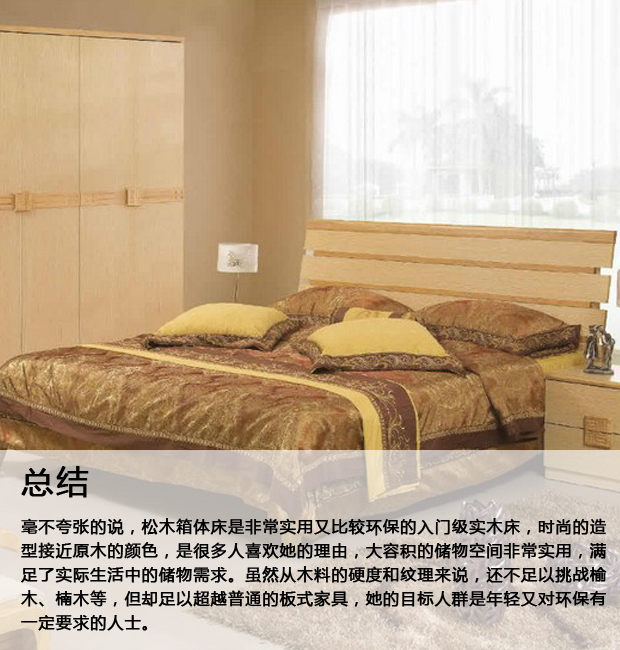 总结
毫不夸张的说，松木箱体床是非常实用又比较环保的入门级实木床，时尚的造
型接近原木的颜色，是很多人喜欢她的理由，大容积的储物空间非常实用，满
足了实际生活中的储物需求。虽然从木料的硬度和纹理来说，还不足以挑战榆
木、楠木等，但却足以超越普通的板式家具，她的目标人群是年轻又对环保有
一定要求的人士。